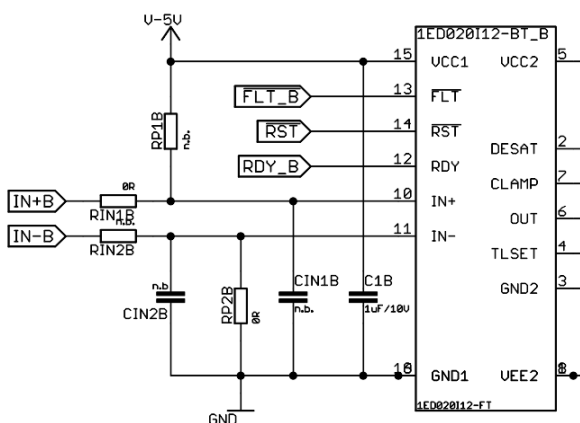 V-5V
1ED020I12-BT_B
15 VCC1 VCC2 5
FLT_B 13 FLT
RST 14 RST
DESAT 2
RDY_B 12 RDY
CLAMP 7
RP1B n.b.
IN+B 0R RIN1B 10 IN+
OUT 6
IN-B n.b. RIN2B 11 IN-
TLSET 4
GND2 3
n.b CIN2B
RP2B 0R
CIN1B n.b.
C1B 1uF/10V
GND1 VEE2
GND
1ED020I12-FT